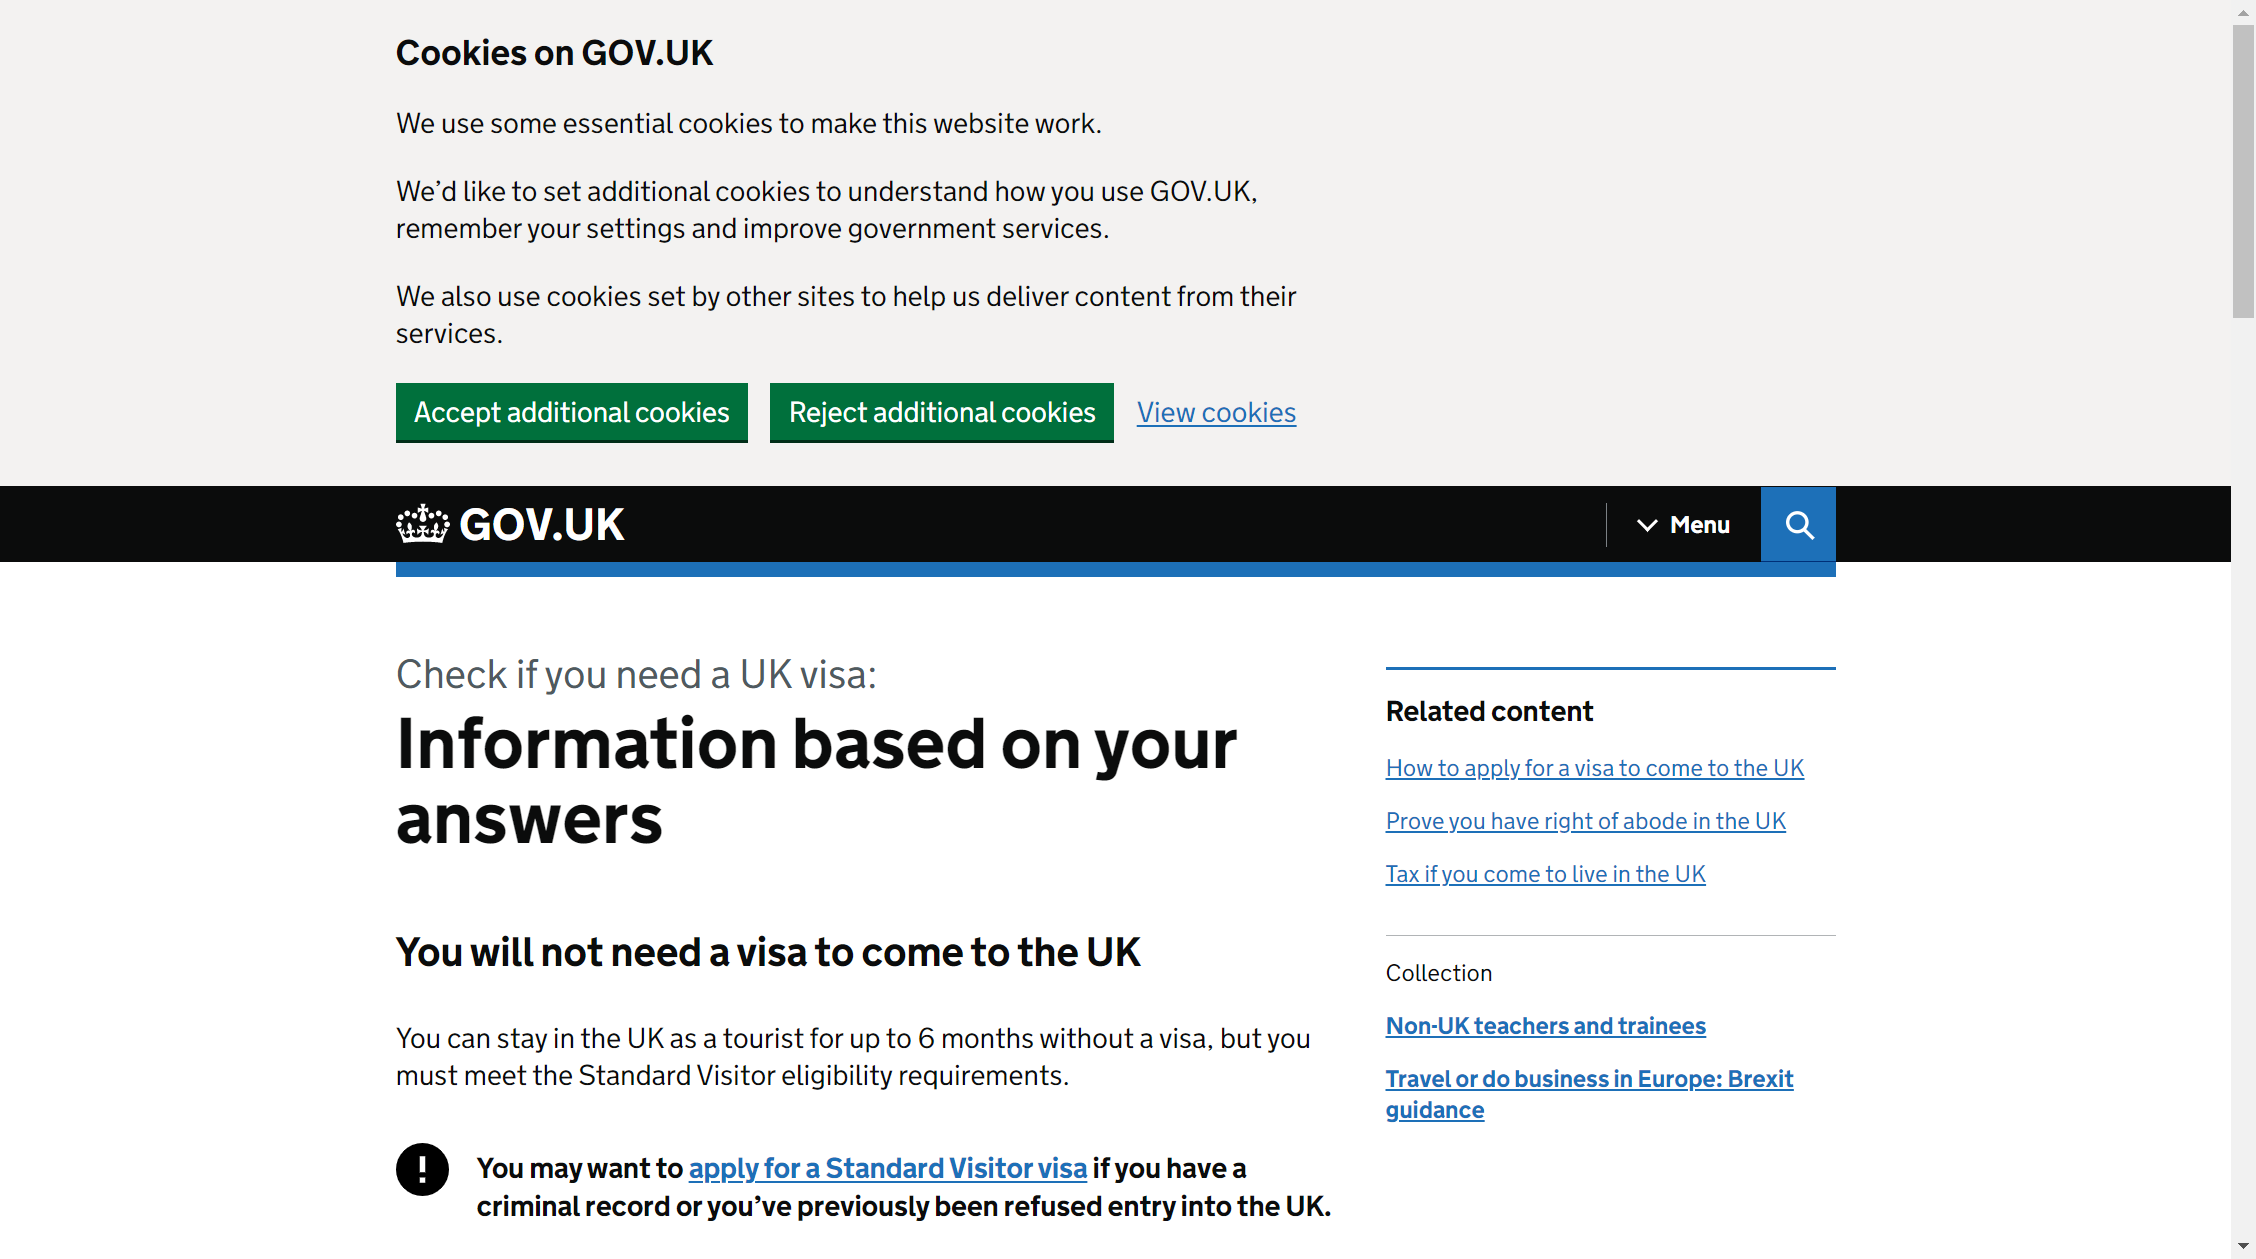 Cookies on GOV.UK
We use some essential cookies to make this website work.
We’d like to set additional cookies to understand how you use GOV.UK,
remember your settings and improve government services.
We also use cookies set by other sites to help us deliver content from their
services.
Accept additional cookies
Reject additional cookies
View cookies
GOV.UK
Menu
Check if you need a UK visa:
Information based on your
answers
You will not need a visa to come to the UK
You can stay in the UK as a tourist for up to 6 months without a visa, but you
must meet the Standard Visitor eligibility requirements.
! You may want to apply for a Standard Visitor visa if you have a
criminal record or you’ve previously been refused entry into the UK.
Related content
How to apply for a visa to come to the UK
Prove you have right of abode in the UK
Tax if you come to live in the UK
Collection
Non-UK teachers and trainees
Travel or do business in Europe: Brexit
guidance